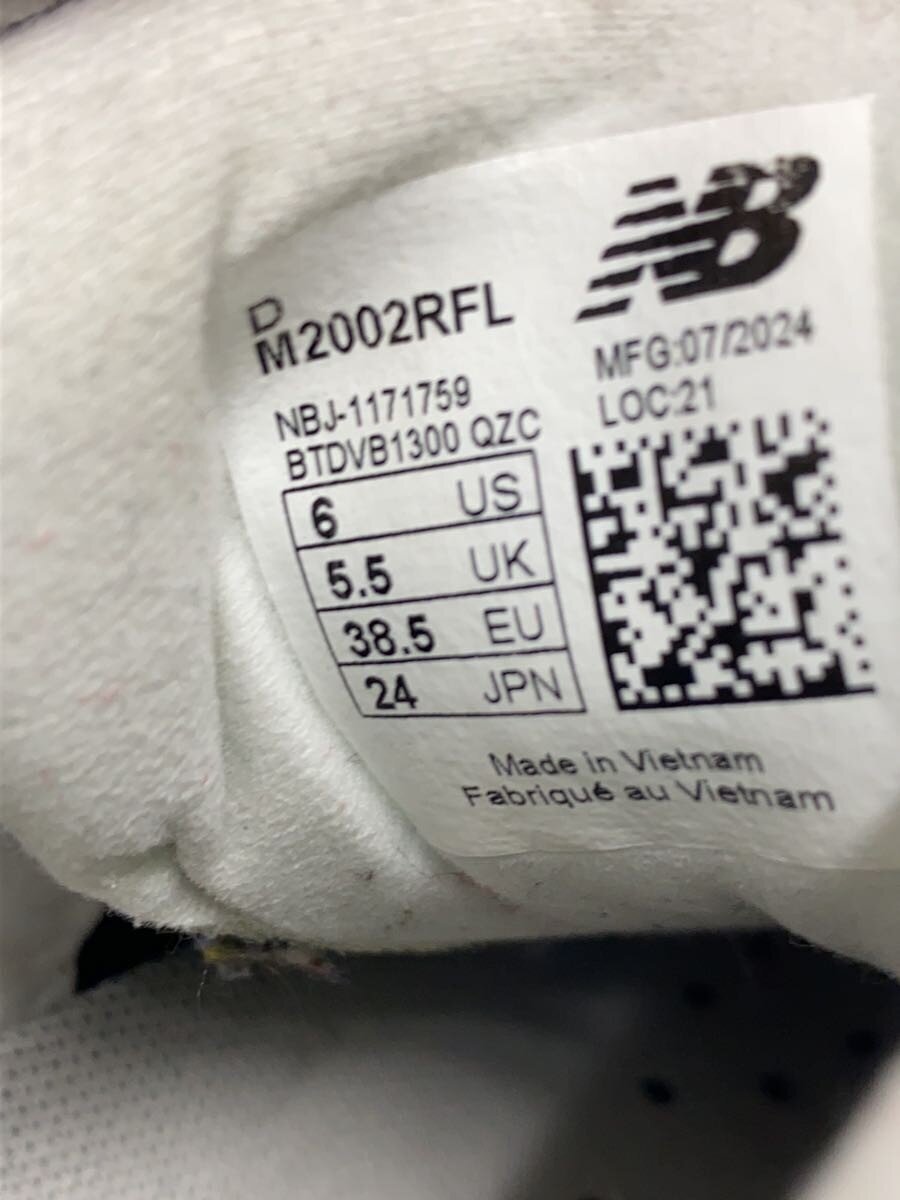 NB
D
M2002RFL
MFG:07/2024
LOC:21
NBJ-1171759
BTDVB1300 QZC
6 US
5.5 UK
38.5 EU
24 JPN
Made in Vietnam
Fabriqué au Vietnam